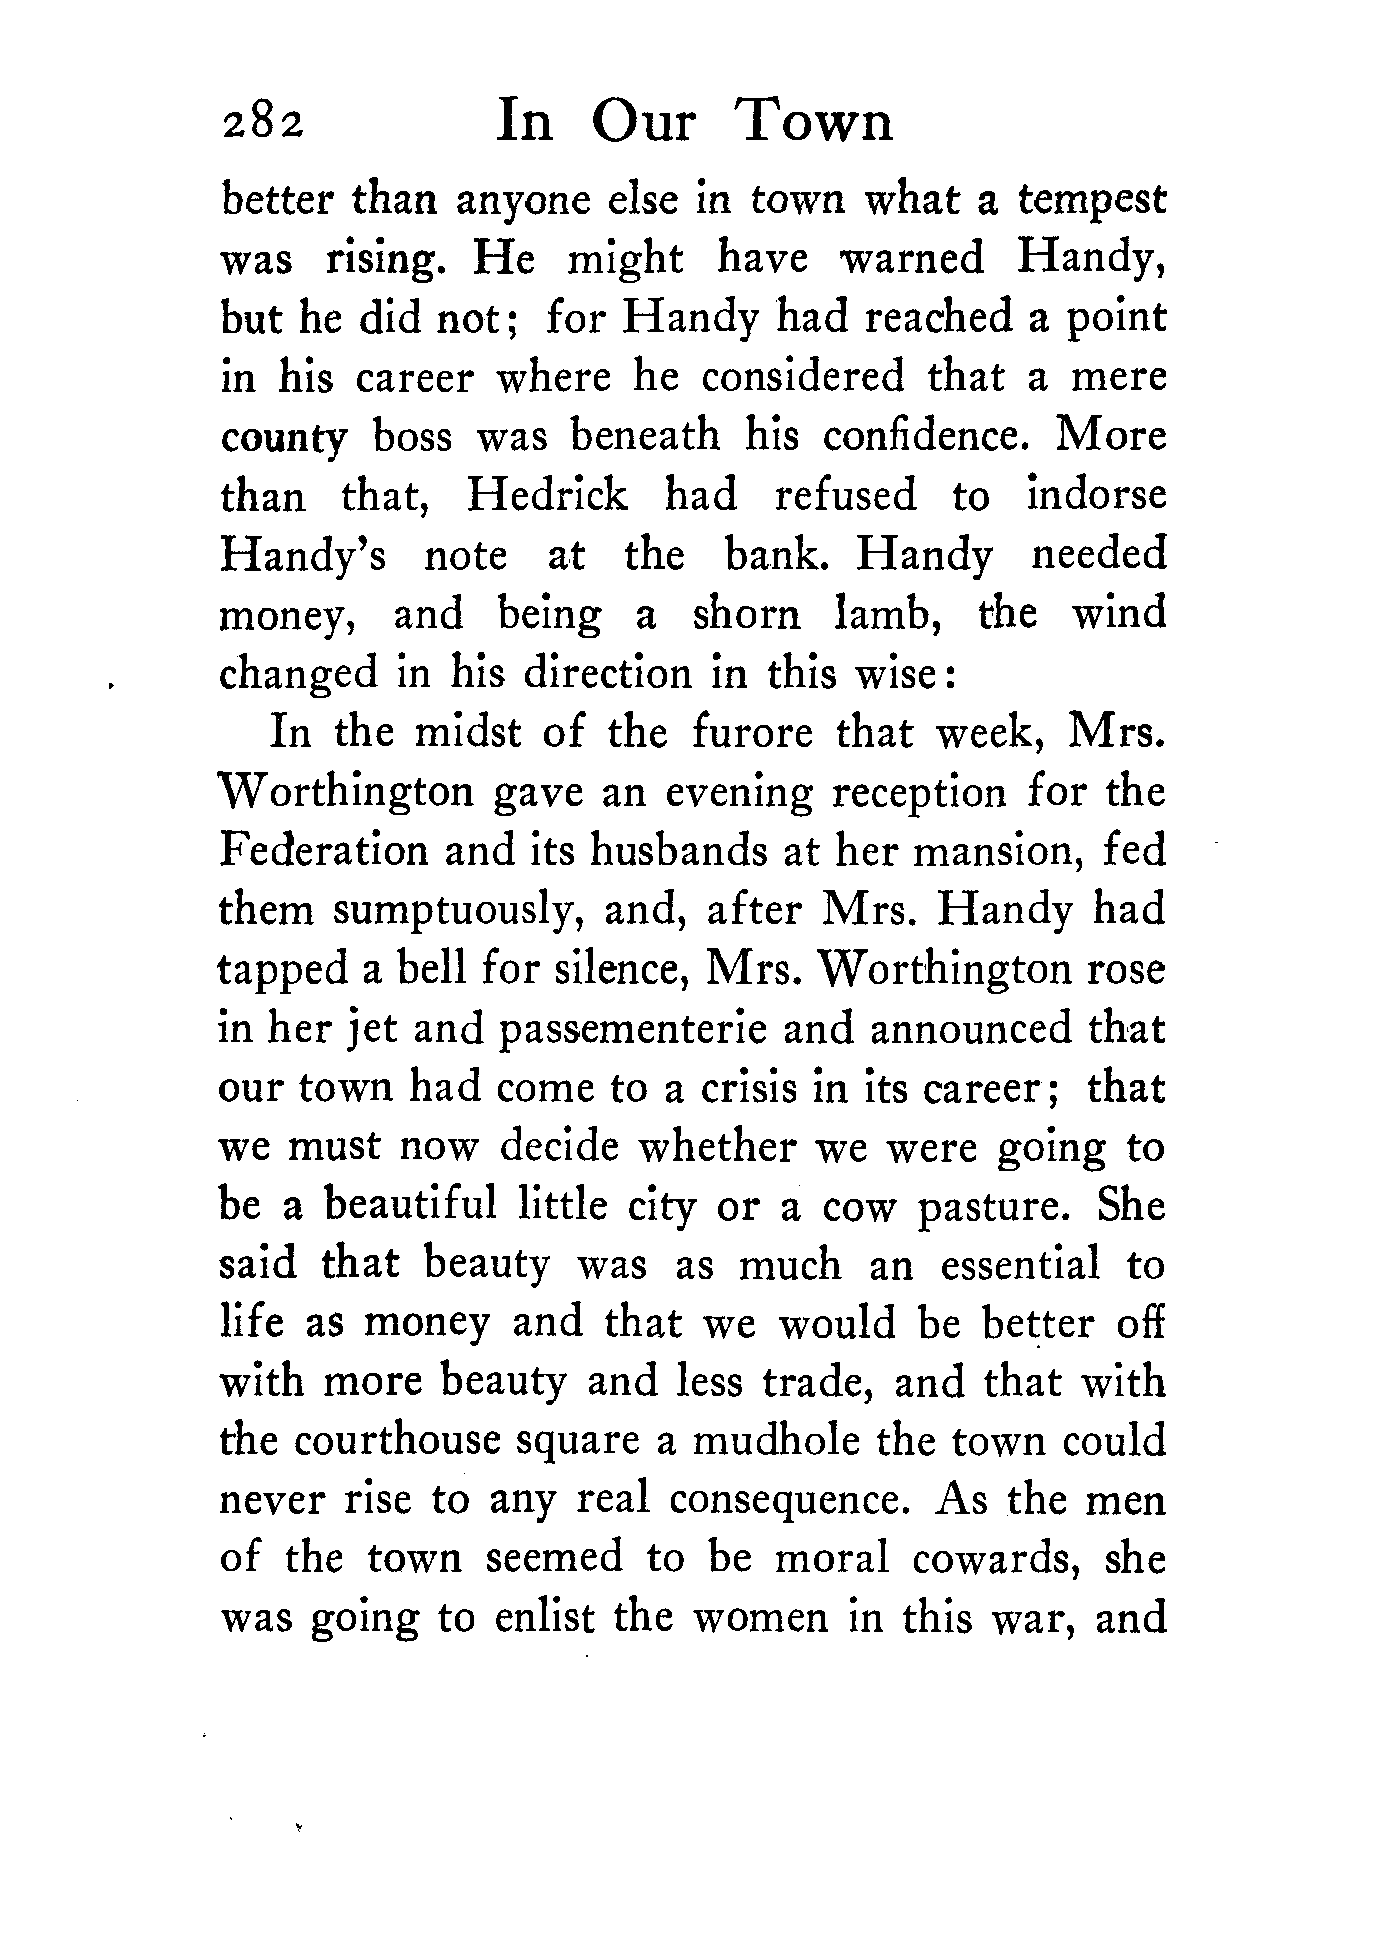 282 In Our Town
better than anyone else in town what a tempest
was rising. He might have warned Handy,
but he did not; for Handy had reached a point
in his career where he considered that a mere
county boss was beneath his confidence. More
than that, Hedrick had refused to indorse
Handy's note at the bank. Handy needed
money, and being a shorn lamb, the wind
changed in his direction in this wise:
In the midst of the furore that week, Mrs.
Worthington gave an evening reception for the
Federation and its husbands at her mansion, fed
them sumptuously, and, after Mrs. Handy had
tapped a bell for silence, Mrs. Worthington rose
in her jet and passementerie and announced that
our town had come to a crisis in its career; that
we must now decide whether we were going to
be a beautiful little city or a cow pasture. She
said that beauty was as much an essential to
life as money and that we would be better off
with more beauty and less trade, and that with
the courthouse square a mudhole the town could
never rise to any real consequence. As the men
of the town seemed to be moral cowards, she
was going to enlist the women in this war, and